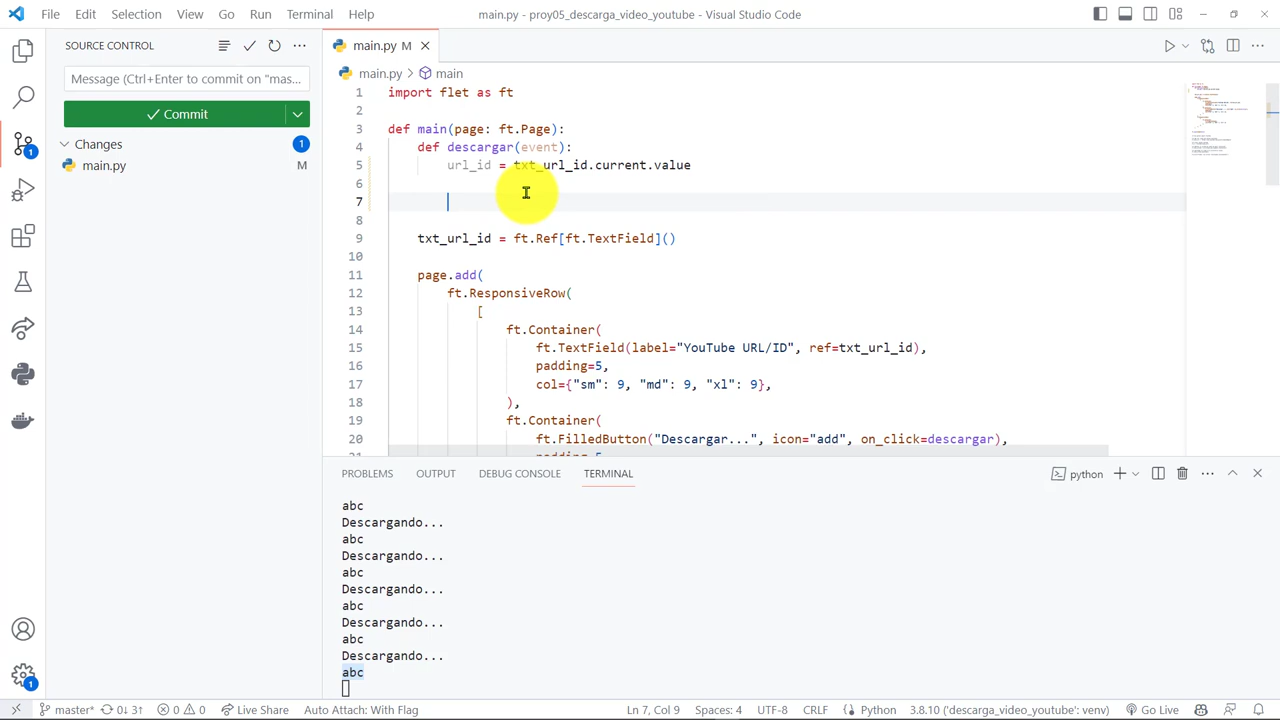 File Edit Selection View Go Run Terminal Help
main.py - proy05_descarga_video_youtube - Visual Studio Code
SOURCE CONTROL
Message (Ctrl+Enter to commit on "mas...
Commit
Changes 1
main.py M
1
1
main.py M
main.py > main
1 import flet as ft
2
3 def main(page: ft.Page):
4 def descargar(event):
5 url_id = txt_url_id.current.value
6
7
8
9 txt_url_id = ft.Ref[ft.TextField]()
10
11 page.add(
12 ft.ResponsiveRow(
13 [
14 ft.Container(
15 ft.TextField(label="YouTube URL/ID", ref=txt_url_id),
16 padding=5,
17 col={"sm": 9, "md": 9, "xl": 9},
18 ),
19 ft.Container(
20 ft.FilledButton("Descargar...", icon="add", on_click=descargar),
21 padding=5
PROBLEMS OUTPUT DEBUG CONSOLE TERMINAL
python
abc
Descargando...
abc
Descargando...
abc
Descargando...
abc
Descargando...
abc
Descargando...
abc
master* 0↓ 3↑ 0 0 Live Share Auto Attach: With Flag
Ln 7, Col 9 Spaces: 4 UTF-8 CRLF Python 3.8.10 ('descarga_video_youtube': venv) Go Live